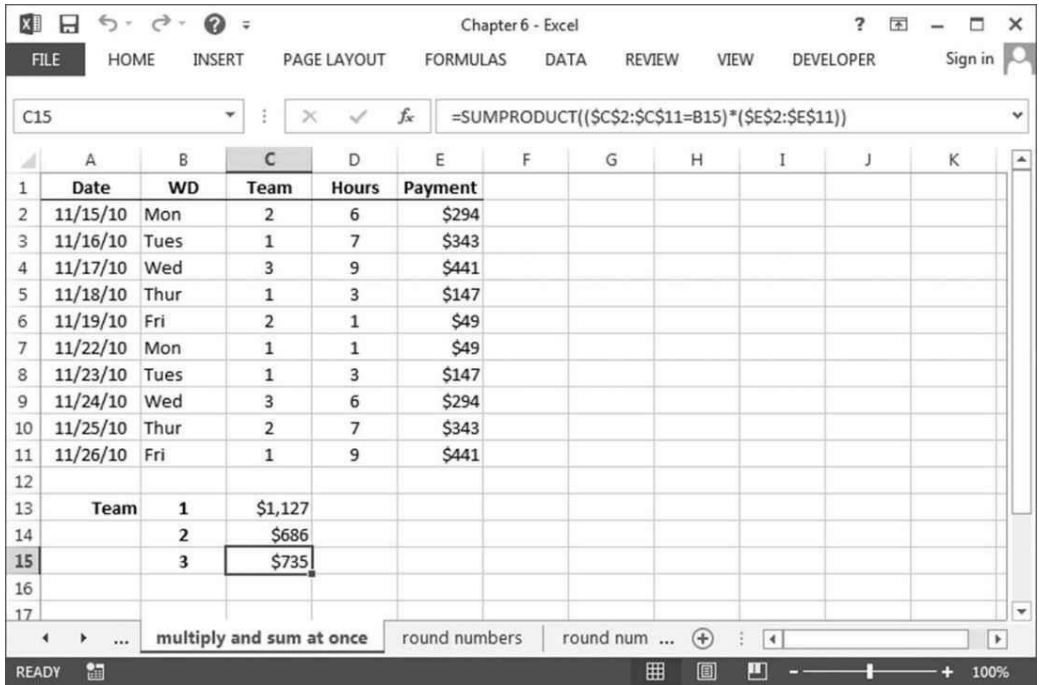 Chapter 6 - Excel
FILE HOME INSERT PAGE LAYOUT FORMULAS DATA REVIEW VIEW DEVELOPER Sign in
C15 fx =SUMPRODUCT(($C$2:$C$11=B15)*($E$2:$E$11))
A B C D E F G H I J K
1 Date WD Team Hours Payment
2 11/15/10 Mon 2 6 $294
3 11/16/10 Tues 1 7 $343
4 11/17/10 Wed 3 9 $441
5 11/18/10 Thur 1 3 $147
6 11/19/10 Fri 2 1 $49
7 11/22/10 Mon 1 1 $49
8 11/23/10 Tues 1 3 $147
9 11/24/10 Wed 3 6 $294
10 11/25/10 Thur 2 7 $343
11 11/26/10 Fri 1 9 $441
12
13 Team 1 $1,127
14 2 $686
15 3 $735
16
17
... multiply and sum at once round numbers round num ...
READY 100%